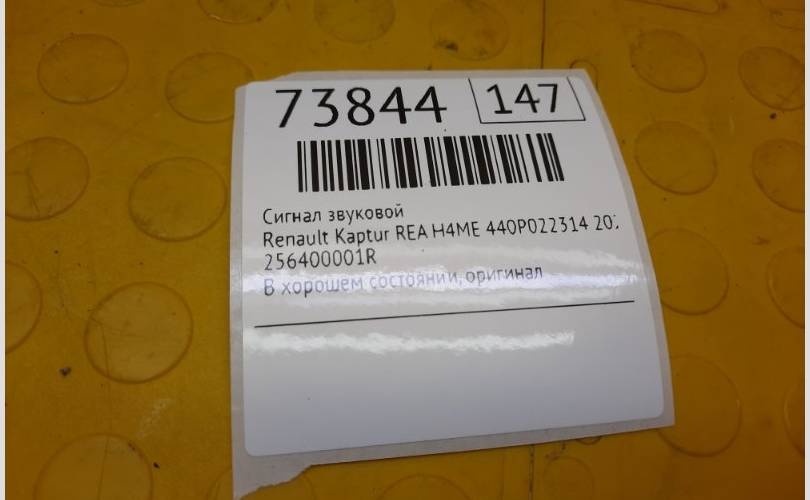 73844 147
Сигнал звуковой
Renault Kaptur REA H4ME 440P022314
256400001R
В хорошем состоянии, оригинал